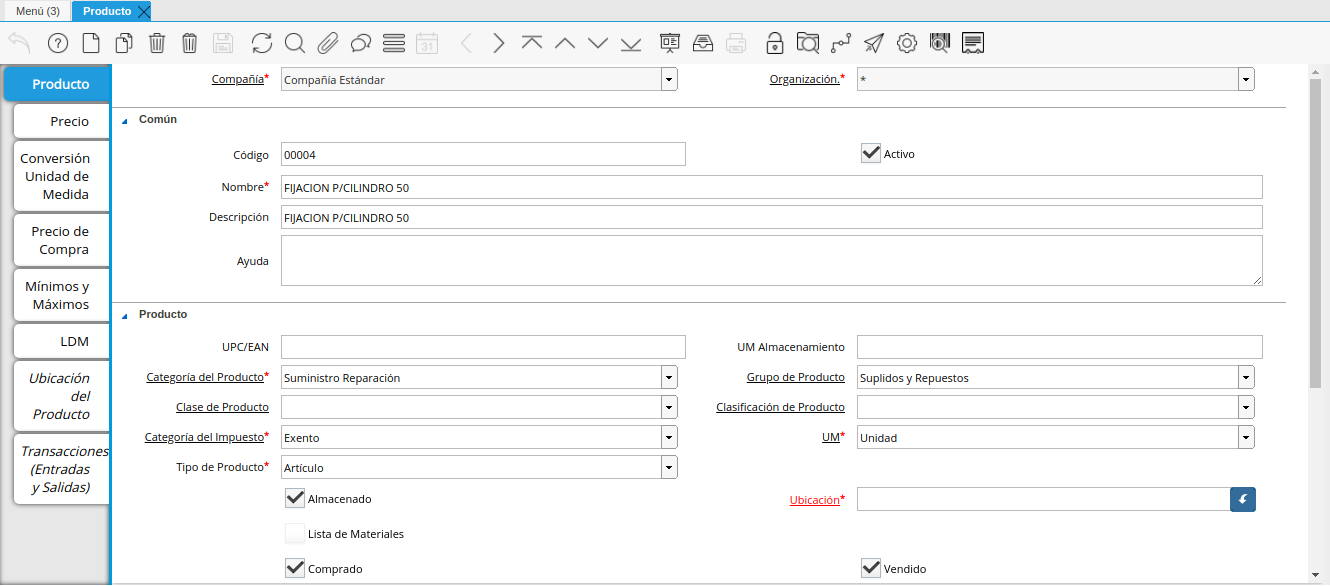 Menú (3)
Producto
31
Producto
Precio
Conversión
Unidad de
Medida
Precio de
Compra
Mínimos y
Máximos
LDM
Ubicación
del
Producto
Transacciones
(Entradas
y Salidas)
Compañía* Compañía Estándar Organización.* *
Común
Código 00004 Activo
Nombre* FIJACION P/CILINDRO 50
Descripción FIJACION P/CILINDRO 50
Ayuda
Producto
UPC/EAN UM Almacenamiento
Categoría del Producto* Suministro Reparación Grupo de Producto Suplidos y Repuestos
Clase de Producto Clasificación de Producto
Categoría del Impuesto* Exento UM* Unidad
Tipo de Producto* Artículo
Almacenado Ubicación*
Lista de Materiales
Comprado Vendido